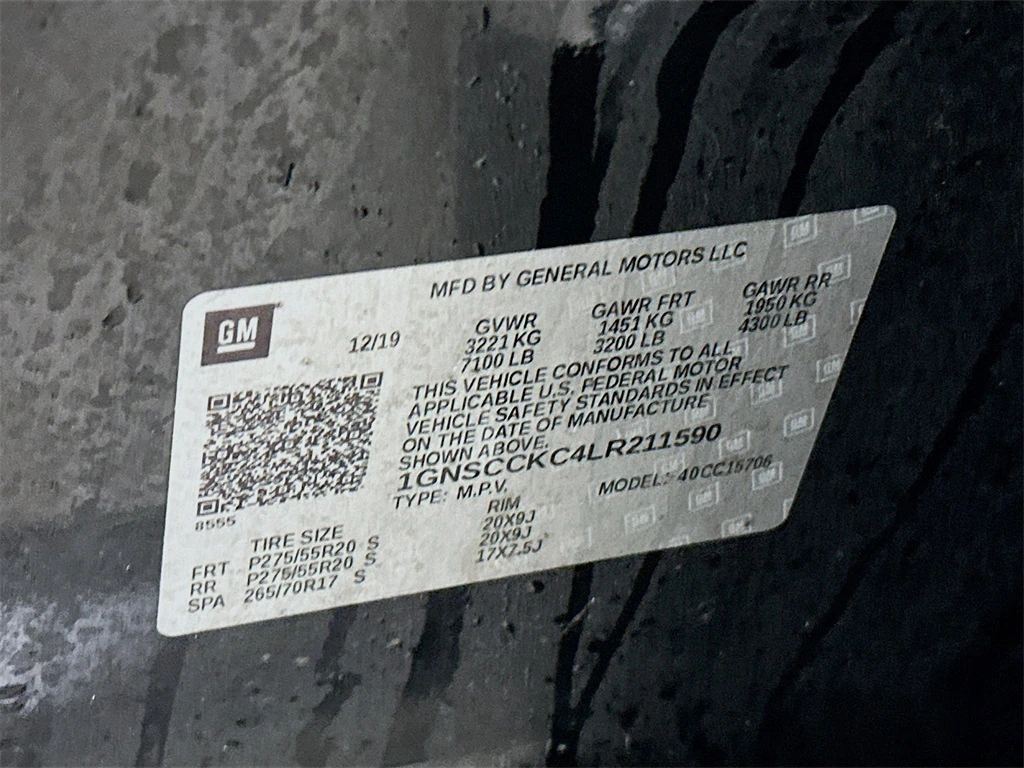 MFD BY GENERAL MOTORS LLC
GM
12/19
GVWR GAWR FRT GAWR RR
3221 KG 1451 KG 1950 KG
7100 LB 3200 LB 4300 LB
THIS VEHICLE CONFORMS TO ALL
APPLICABLE U.S. FEDERAL MOTOR
VEHICLE SAFETY STANDARDS IN EFFECT
ON THE DATE OF MANUFACTURE
SHOWN ABOVE.
1GNSCCKC4LR211590
TYPE: M.P.V. MODEL: 40CC15706
8555
TIRE SIZE RIM
FRT P275/55R20 S 20X9J
RR P275/55R20 S 20X9J
SPA 265/70R17 S 17X7.5J